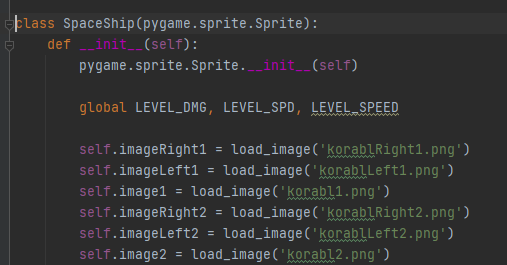 class SpaceShip(pygame.sprite.Sprite):
    def __init__(self):
        pygame.sprite.Sprite.__init__(self)

        global LEVEL_DMG, LEVEL_SPD, LEVEL_SPEED

        self.imageRight1 = load_image('korablRight1.png')
        self.imageLeft1 = load_image('korablLeft1.png')
        self.image1 = load_image('korabl1.png')
        self.imageRight2 = load_image('korablRight2.png')
        self.imageLeft2 = load_image('korablLeft2.png')
        self.image2 = load_image('korabl2.png')